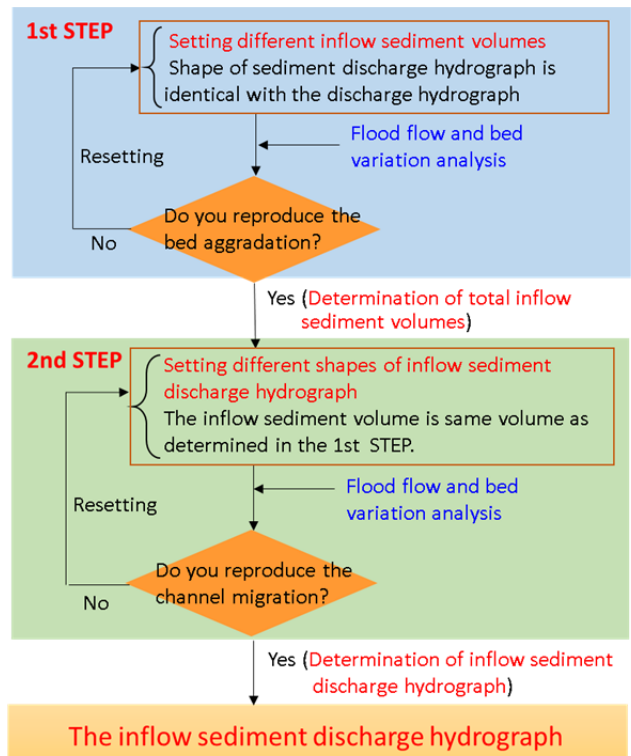 1st STEP
Setting different inflow sediment volumes
Shape of sediment discharge hydrograph is
identical with the discharge hydrograph
Flood flow and bed
variation analysis
Resetting
Do you reproduce the
bed aggradation?
No
Yes (Determination of total inflow
sediment volumes)
2nd STEP
Setting different shapes of inflow sediment
discharge hydrograph
The inflow sediment volume is same volume as
determined in the 1st STEP.
Flood flow and bed
variation analysis
Resetting
Do you reproduce the
channel migration?
No
Yes (Determination of inflow sediment
discharge hydrograph)
The inflow sediment discharge hydrograph